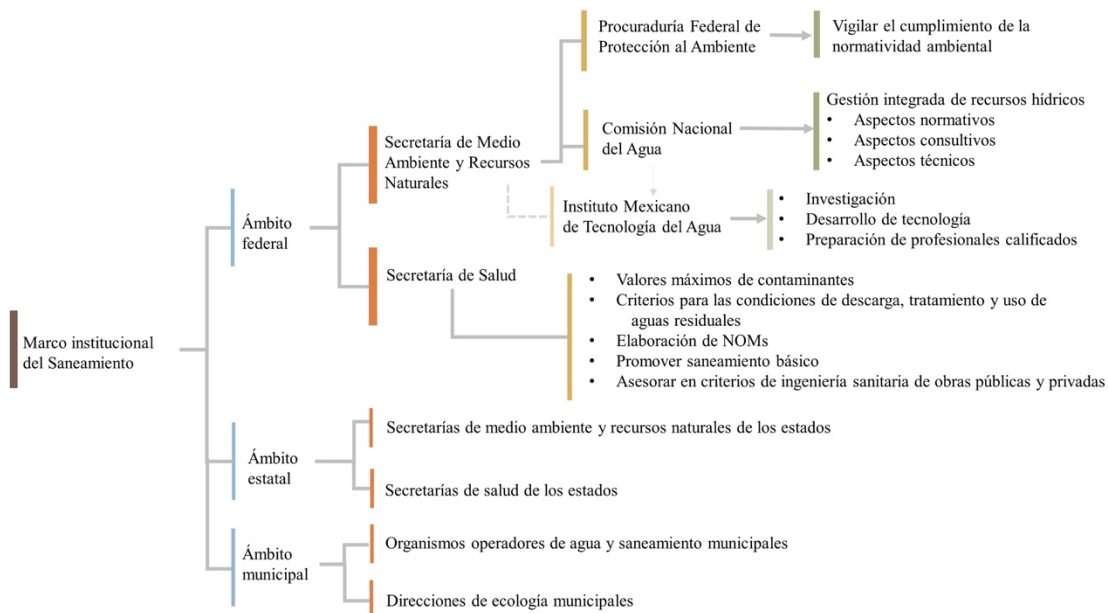 Procuraduría Federal de
Protección al Ambiente
Vigilar el cumplimiento de la
normatividad ambiental
Gestión integrada de recursos hídricos
• Aspectos normativos
• Aspectos consultivos
• Aspectos técnicos
Comisión Nacional
del Agua
Secretaría de Medio
Ambiente y Recursos
Naturales
Instituto Mexicano
de Tecnología del Agua
• Investigación
• Desarrollo de tecnología
• Preparación de profesionales calificados
Ámbito
federal
Secretaría de Salud
• Valores máximos de contaminantes
• Criterios para las condiciones de descarga, tratamiento y uso de
aguas residuales
• Elaboración de NOMs
• Promover saneamiento básico
• Asesorar en criterios de ingeniería sanitaria de obras públicas y privadas
Marco institucional
del Saneamiento
Ámbito
estatal
Secretarías de medio ambiente y recursos naturales de los estados
Secretarías de salud de los estados
Ámbito
municipal
Organismos operadores de agua y saneamiento municipales
Direcciones de ecología municipales